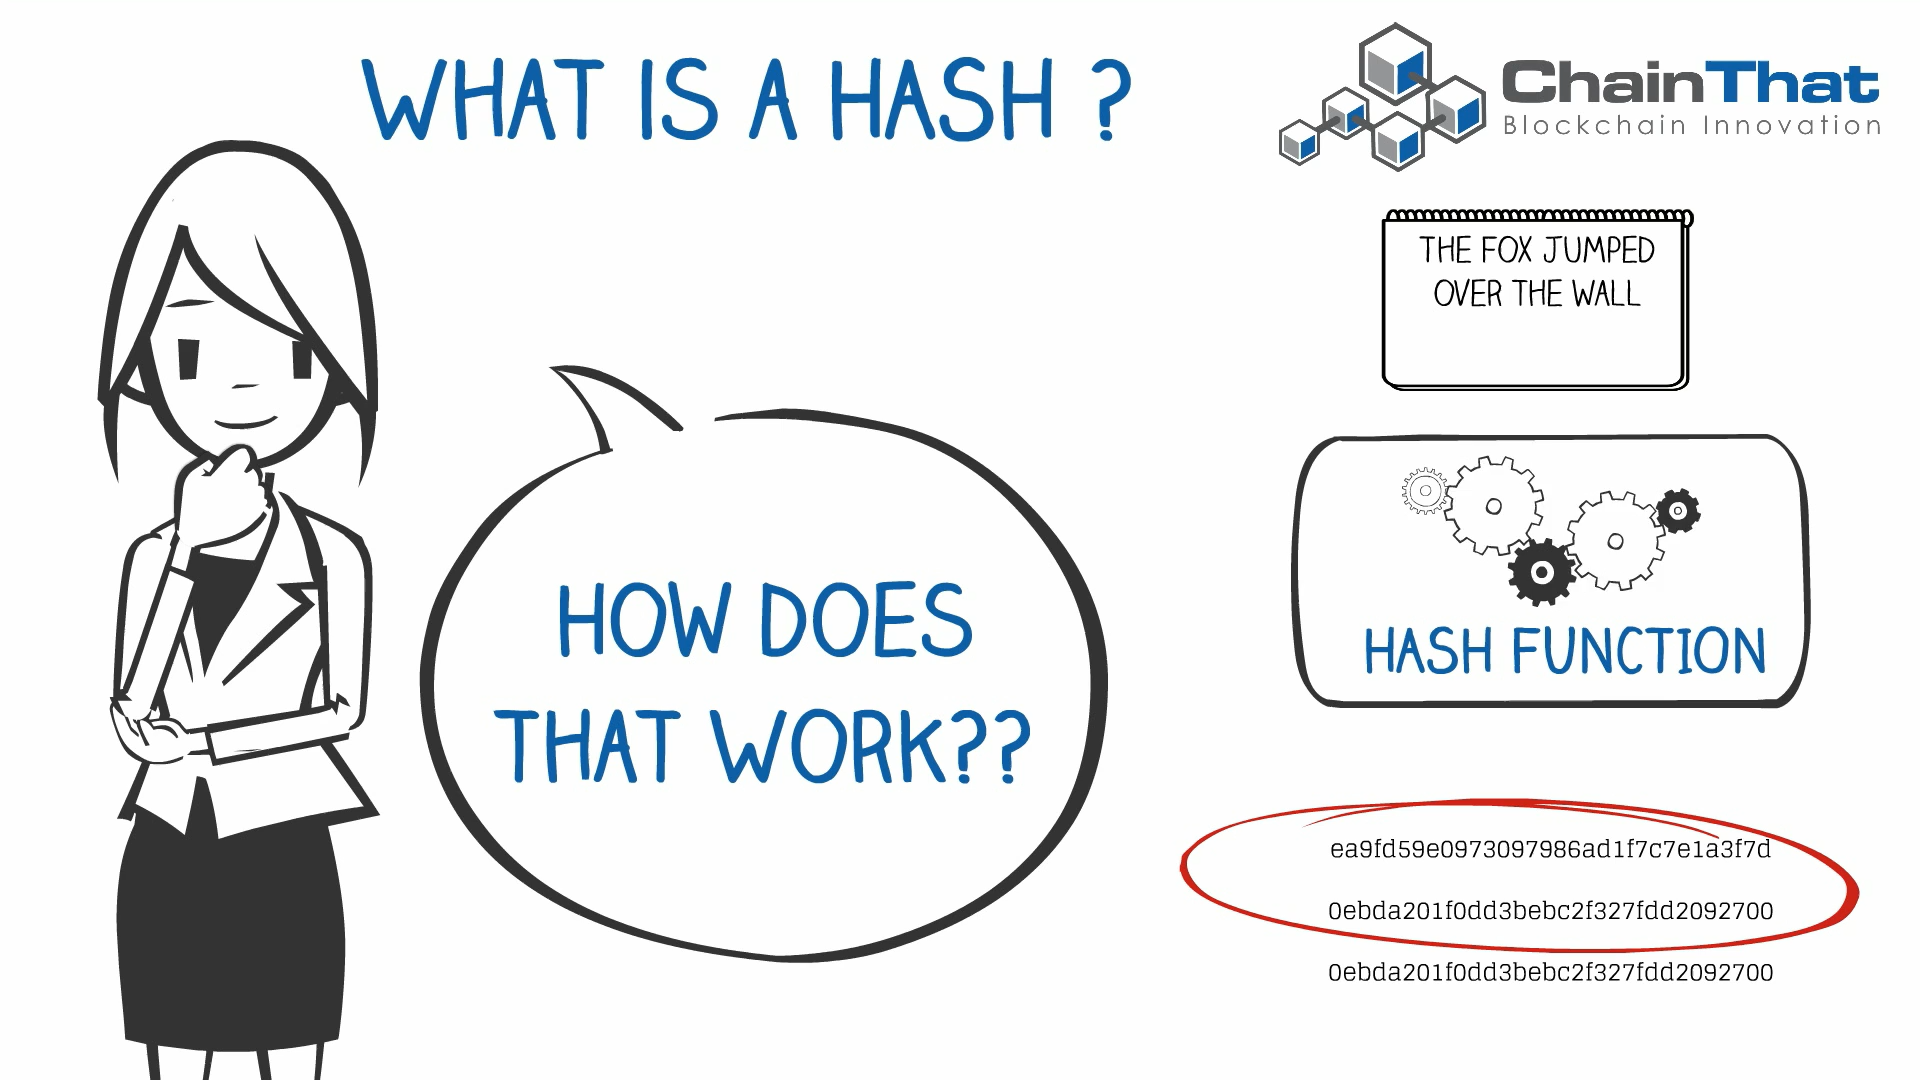 WHAT IS A HASH ?
ChainThat
Blockchain Innovation
THE FOX JUMPED
OVER THE WALL
HOW DOES
THAT WORK??
HASH FUNCTION
ea9fd59e0973097986ad1f7c7e1a3f7d
0ebda201f0dd3bebc2f327fdd2092700
0ebda201f0dd3bebc2f327fdd2092700